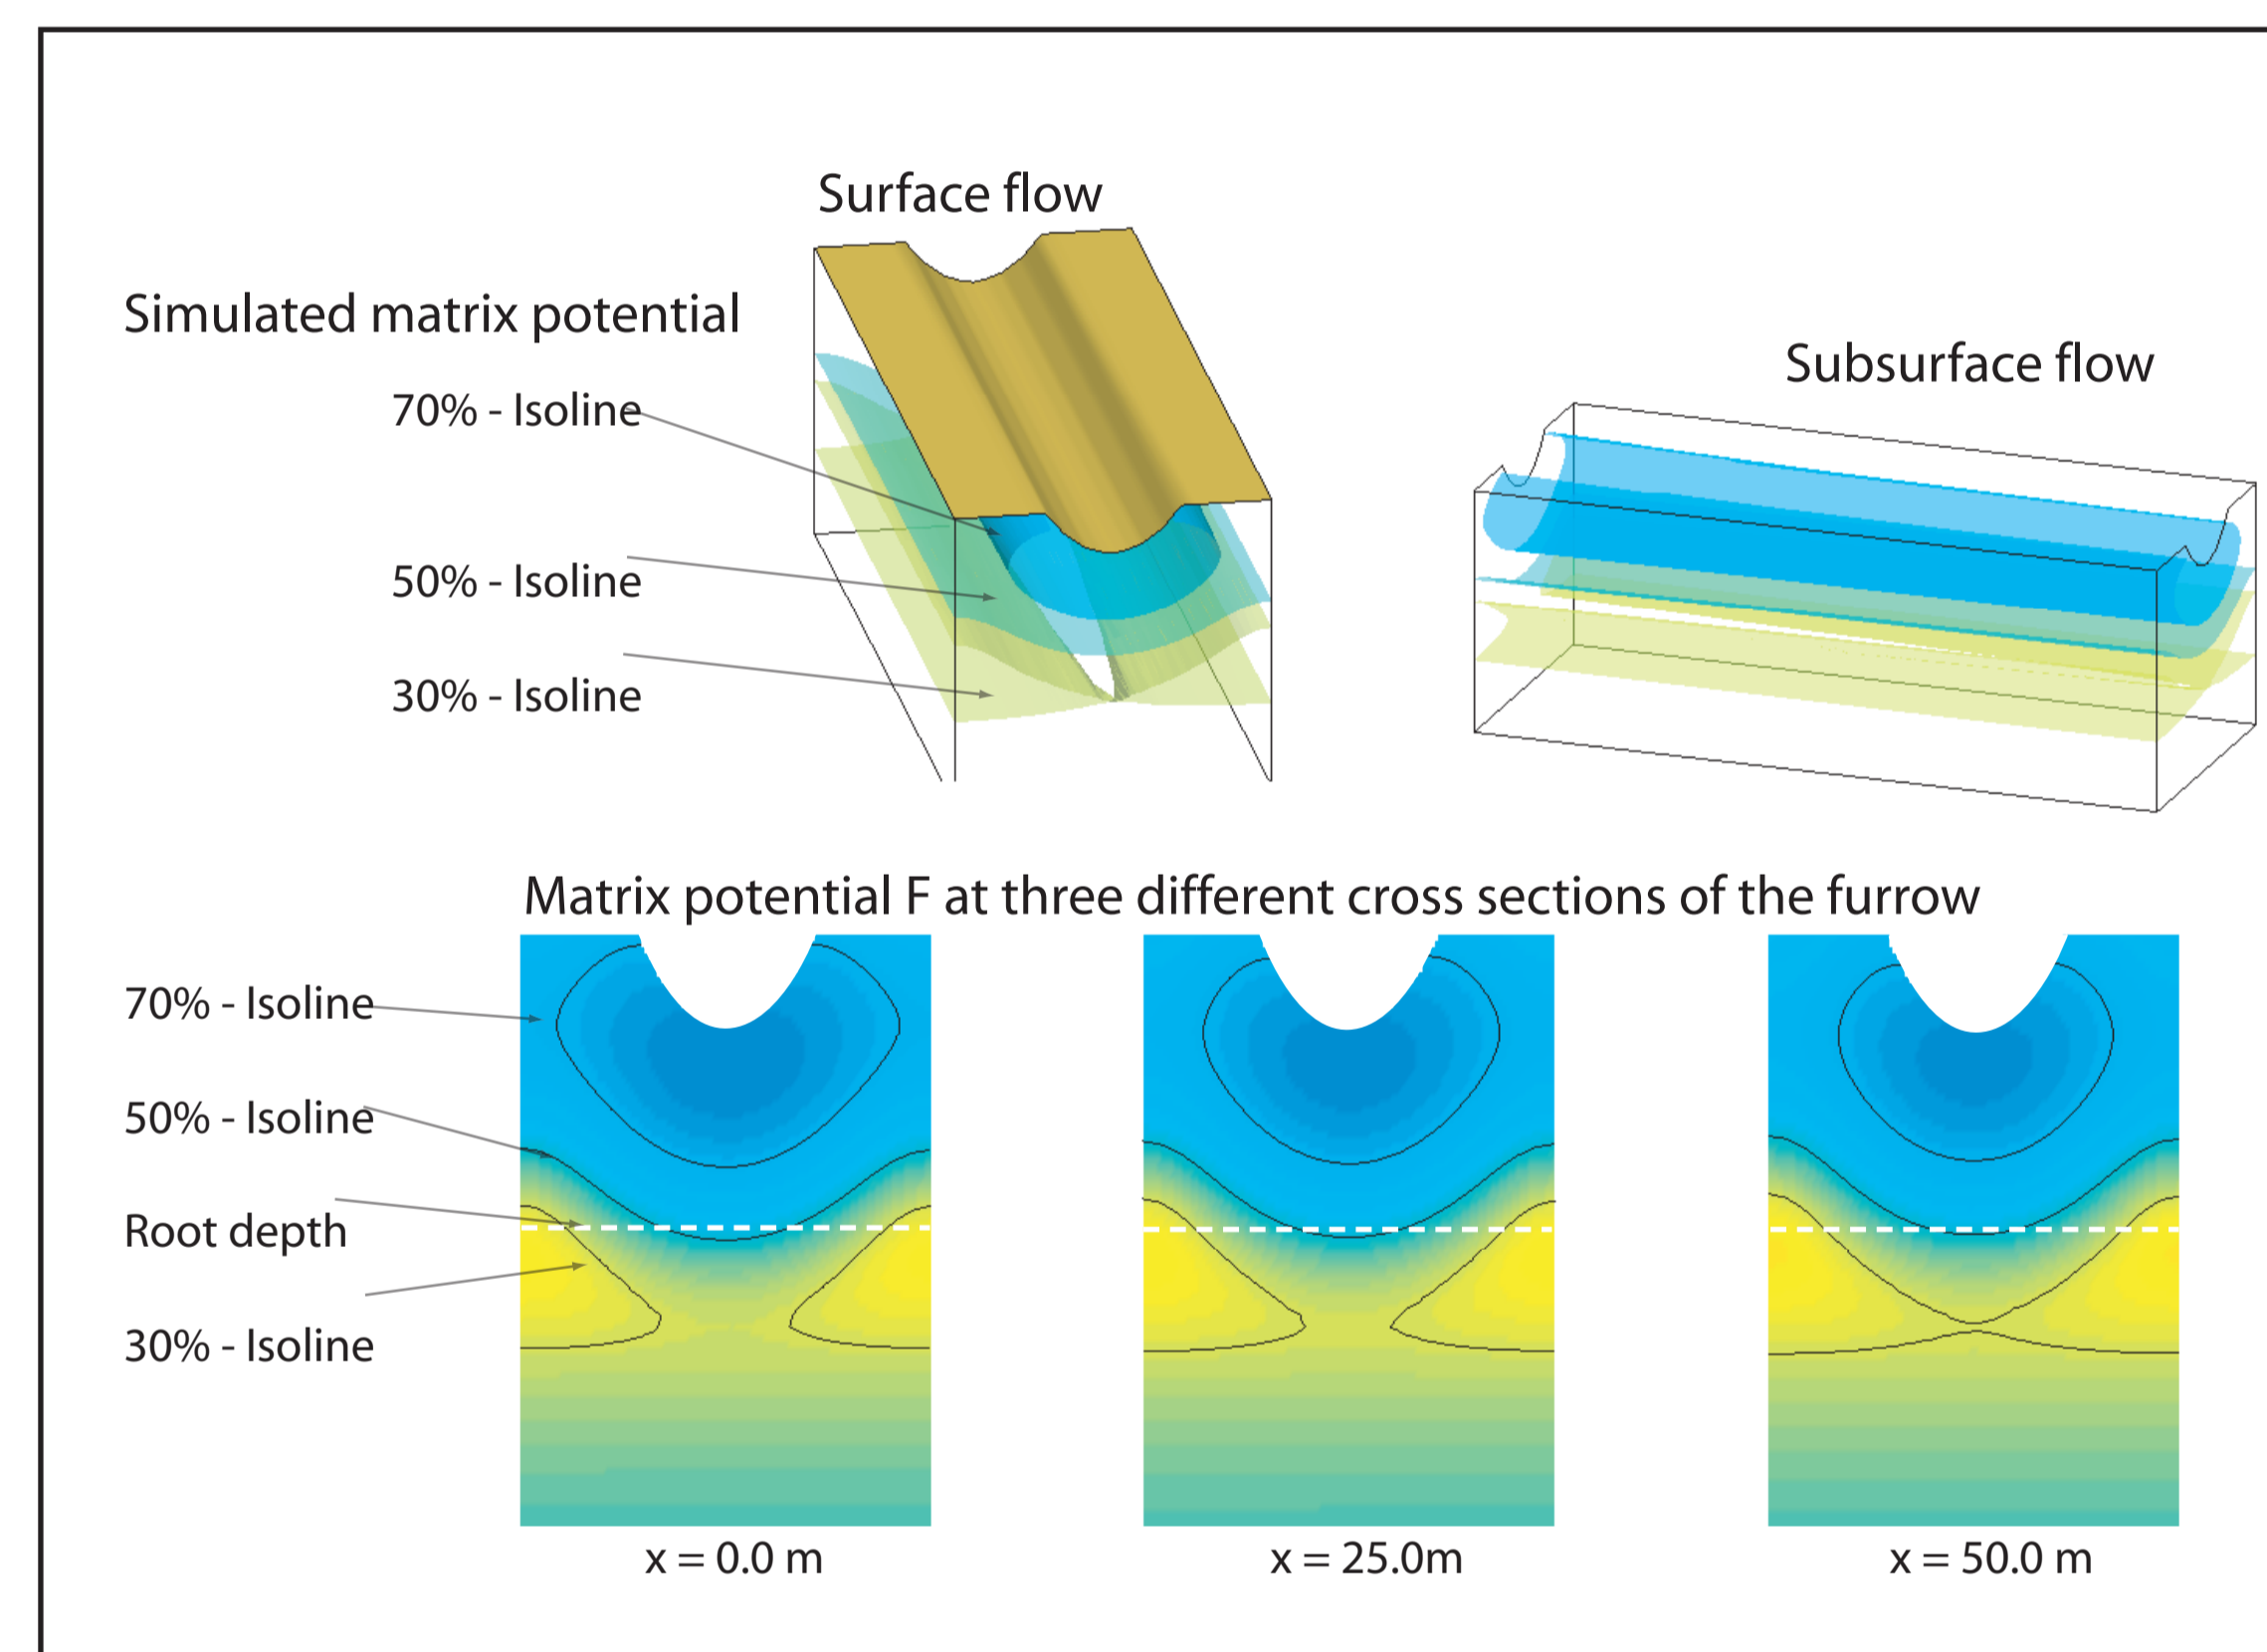 Surface flow
Simulated matrix potential
70% - Isoline
50% - Isoline
30% - Isoline
Subsurface flow
Matrix potential F at three different cross sections of the furrow
70% - Isoline
50% - Isoline
Root depth
30% - Isoline
x = 0.0 m
x = 25.0m
x = 50.0 m